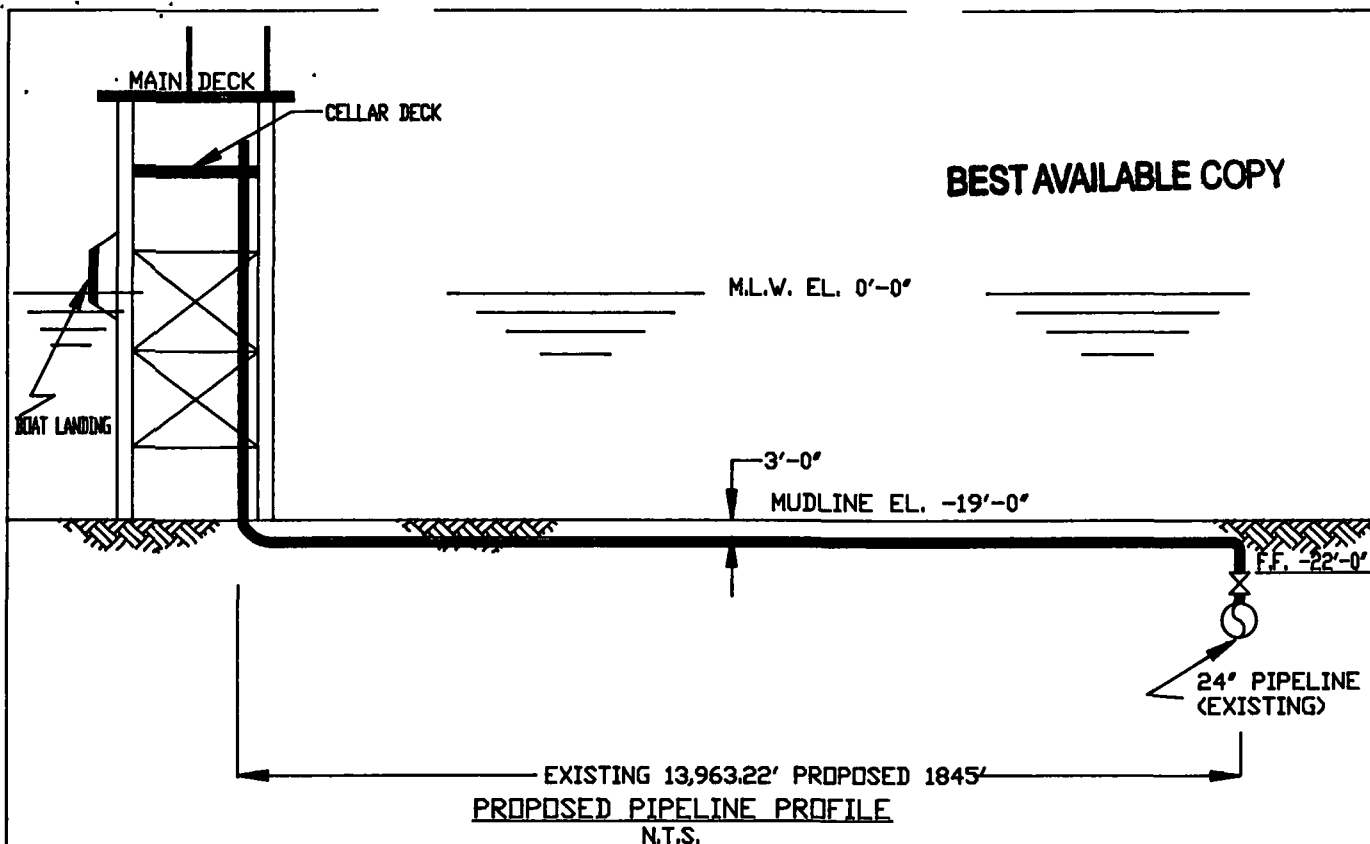 MAIN DECK
CELLAR DECK
BEST AVAILABLE COPY
M.L.W. EL. 0'-0"
BOAT LANDING
3'-0"
MUDLINE EL. -19'-0"
F.F. -22'-0"
24" PIPELINE
(EXISTING)
EXISTING 13,963.22' PROPOSED 1845'
PROPOSED PIPELINE PROFILE
N.T.S.